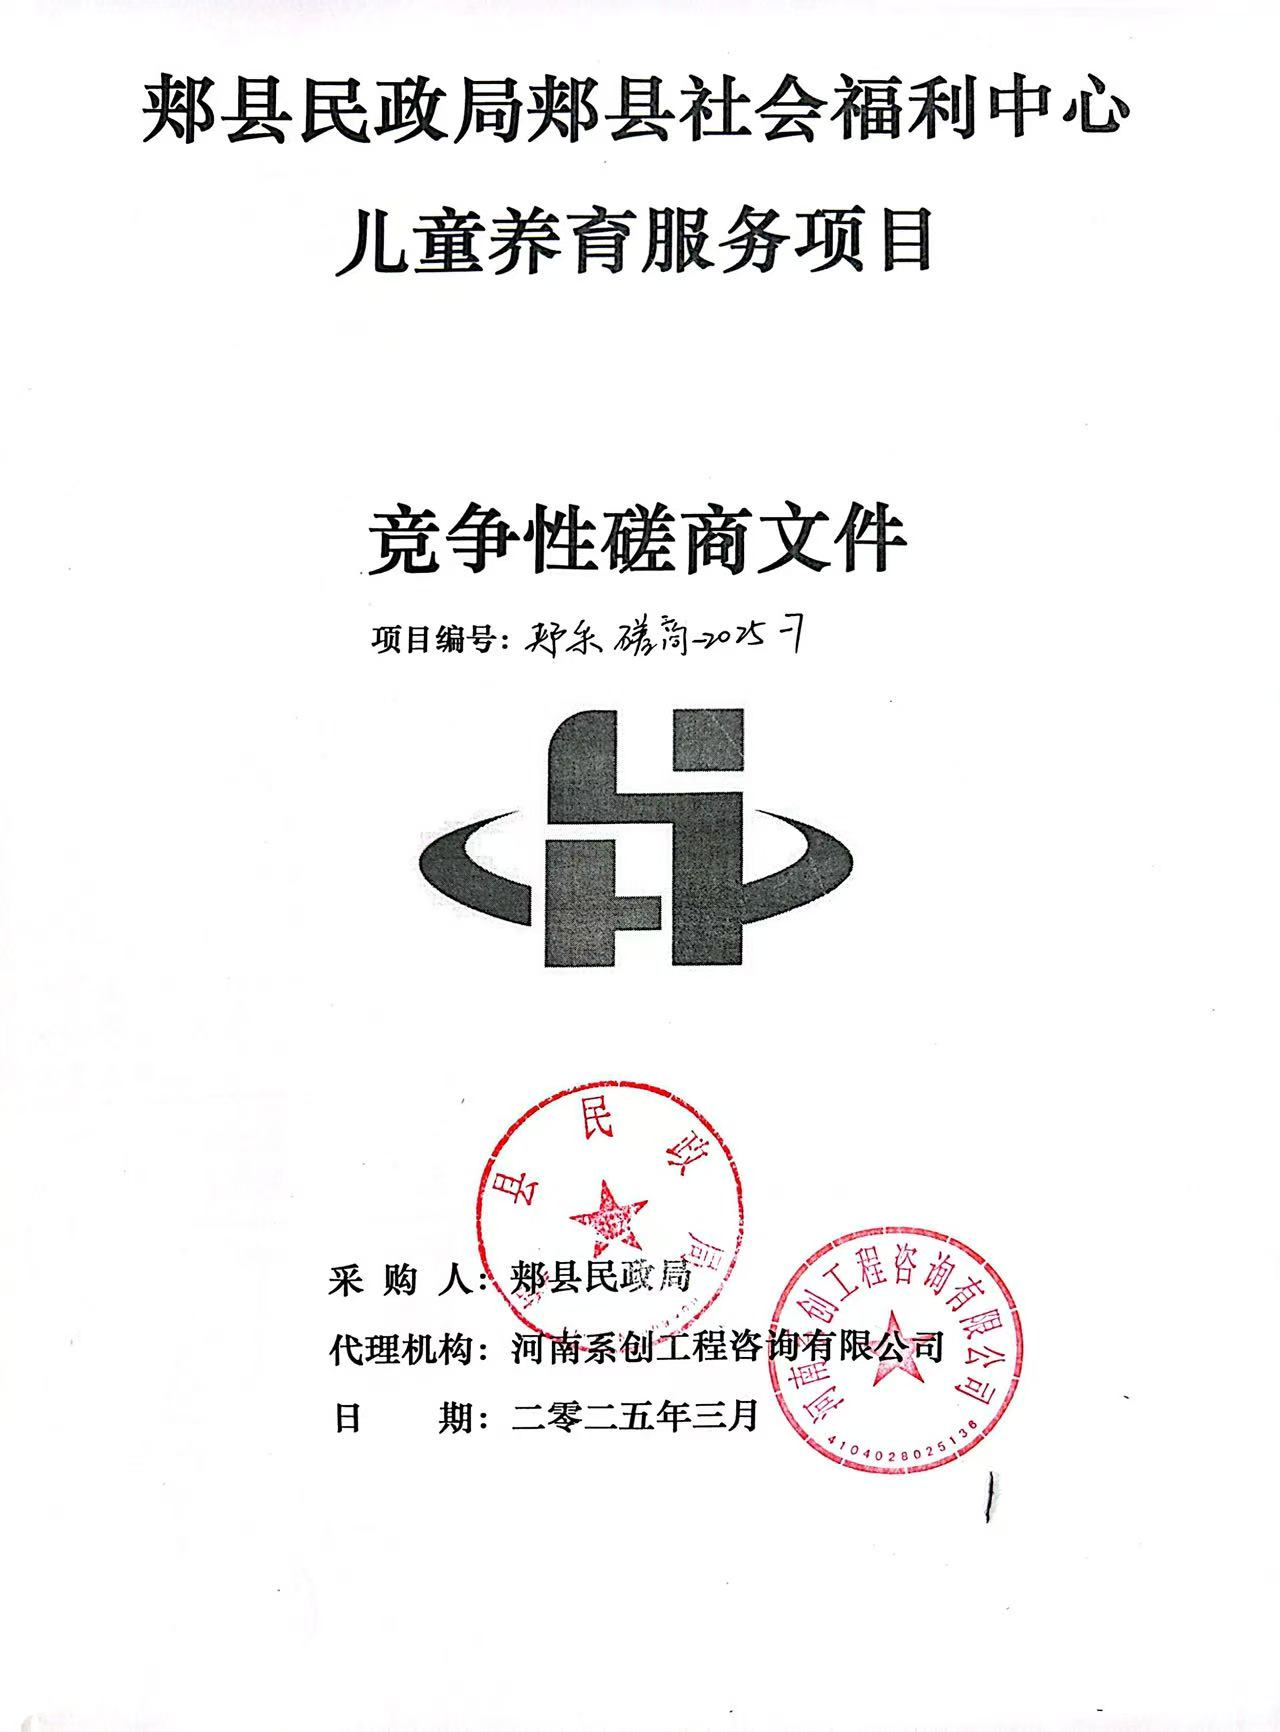 郏县民政局郏县社会福利中心
儿童养育服务项目
竞争性磋商文件
项目编号：郏采磋商-2025-7
县民政局
采 购 人：郏县民政局
代理机构：河南系创工程咨询有限公司
日 期：二零二五年三月
河南系创工程咨询有限公司
4104028025136